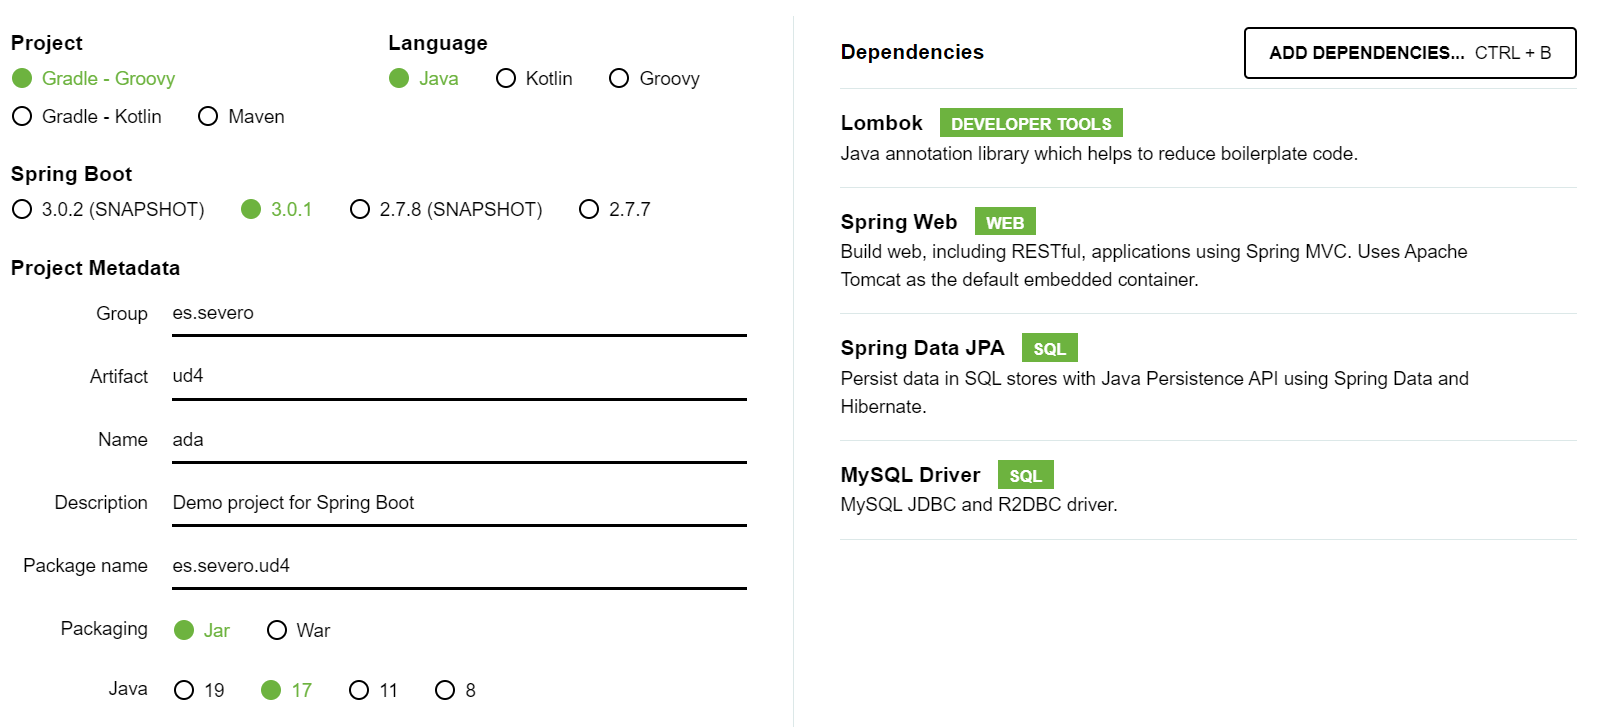 Project
Gradle - Groovy
Gradle - Kotlin Maven
Language
Java Kotlin Groovy
Spring Boot
3.0.2 (SNAPSHOT) 3.0.1 2.7.8 (SNAPSHOT) 2.7.7
Project Metadata
Group es.severo
Artifact ud4
Name ada
Description Demo project for Spring Boot
Package name es.severo.ud4
Packaging Jar War
Java 19 17 11 8
Dependencies ADD DEPENDENCIES... CTRL + B
Lombok DEVELOPER TOOLS
Java annotation library which helps to reduce boilerplate code.
Spring Web WEB
Build web, including RESTful, applications using Spring MVC. Uses Apache
Tomcat as the default embedded container.
Spring Data JPA SQL
Persist data in SQL stores with Java Persistence API using Spring Data and
Hibernate.
MySQL Driver SQL
MySQL JDBC and R2DBC driver.